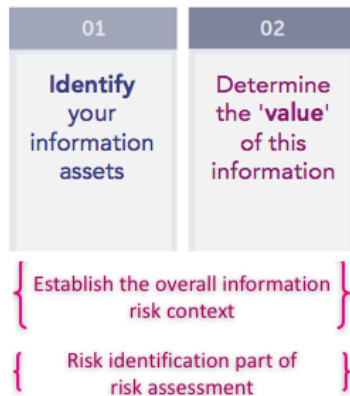 01
Identify
your
information
assets
02
Determine
the 'value'
of this
information
Establish the overall information
risk context
Risk identification part of
risk assessment